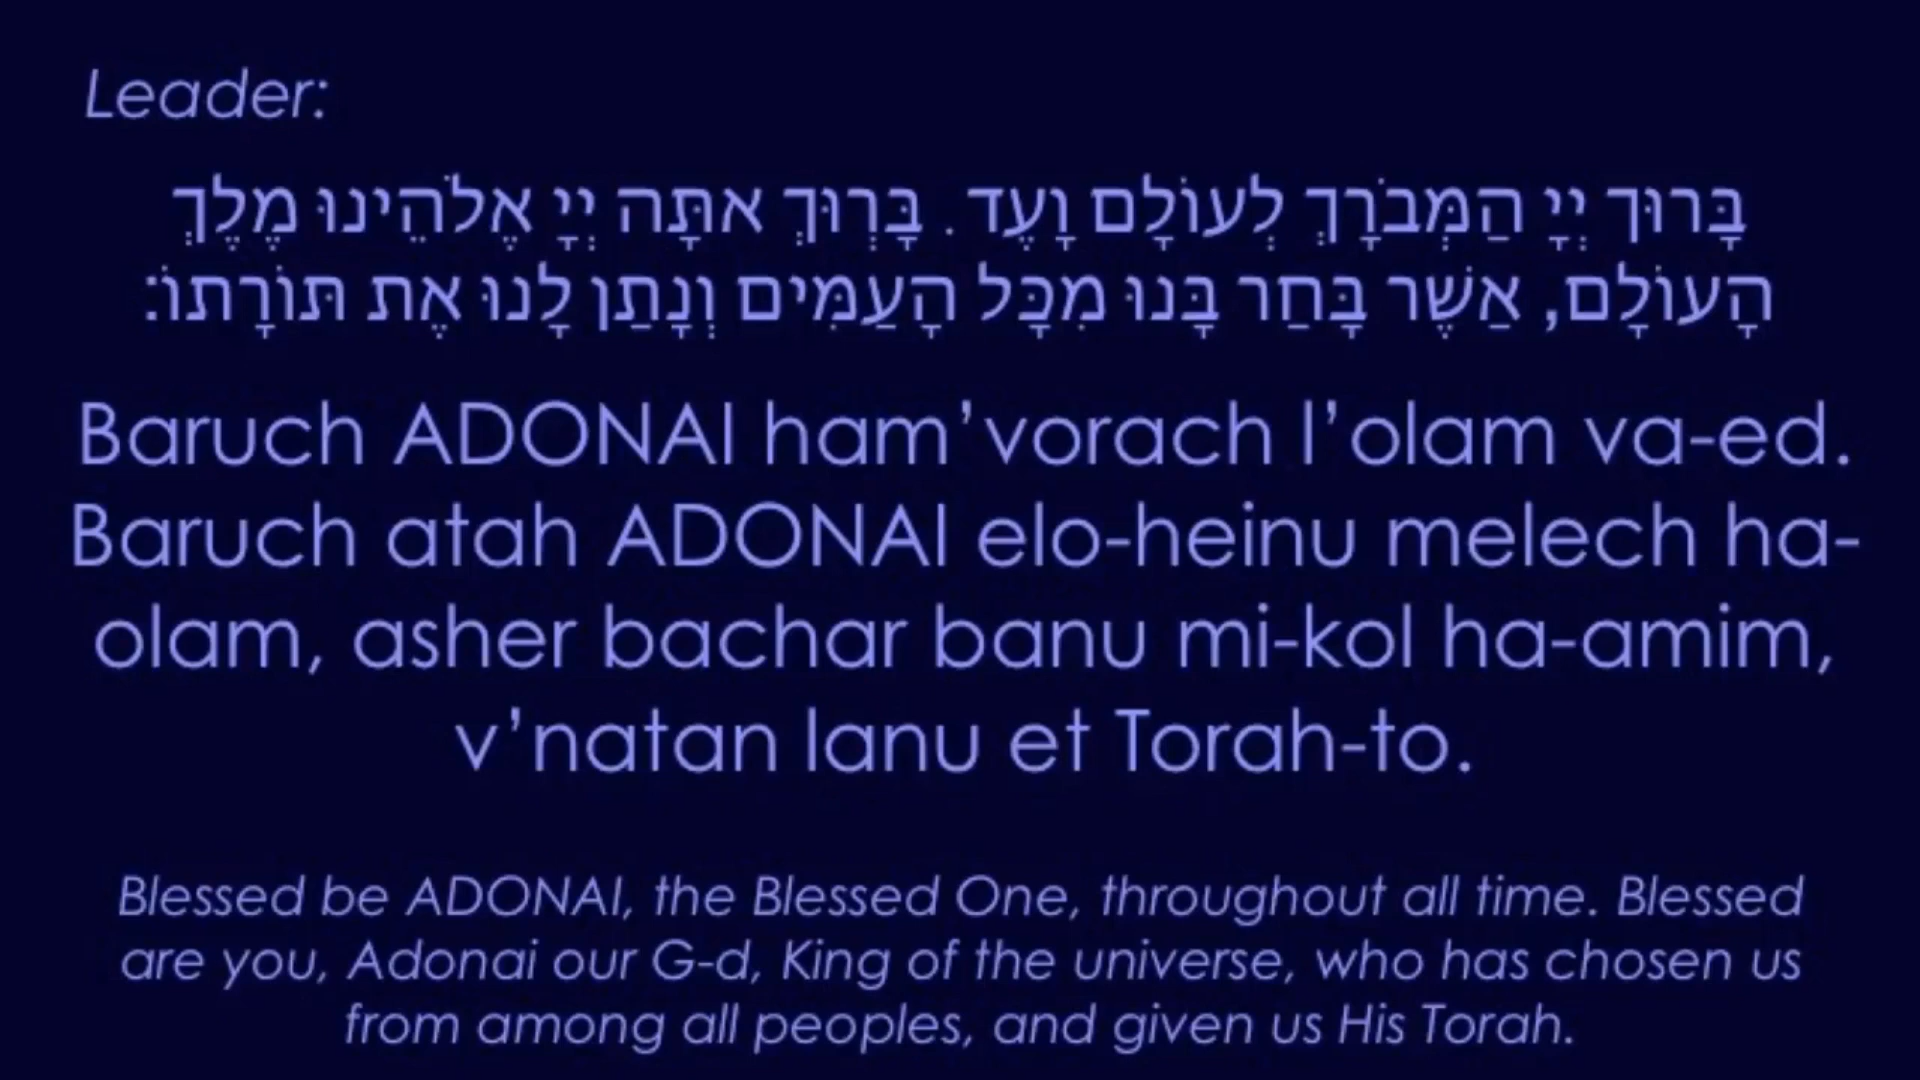 Leader:
בָּרוּךְ יְיָ הַמְּבֹרָךְ לְעוֹלָם וָעֶד. בָּרְוּךְ אתָּה יְיָ אֱלֹהֵינוּ מֶלֶךְ
הָעוֹלָם, אַשֶׁר בָּחַר בָּנוּ מִכָּל הָעַמִּים וְנָתַן לָנוּ אֶת תּוֹרָתוֹ:
Baruch ADONAI ham’vorach l’olam va-ed.
Baruch atah ADONAI elo-heinu melech ha-
olam, asher bachar banu mi-kol ha-amim,
v’natan lanu et Torah-to.
Blessed be ADONAI, the Blessed One, throughout all time. Blessed
are you, Adonai our G-d, King of the universe, who has chosen us
from among all peoples, and given us His Torah.